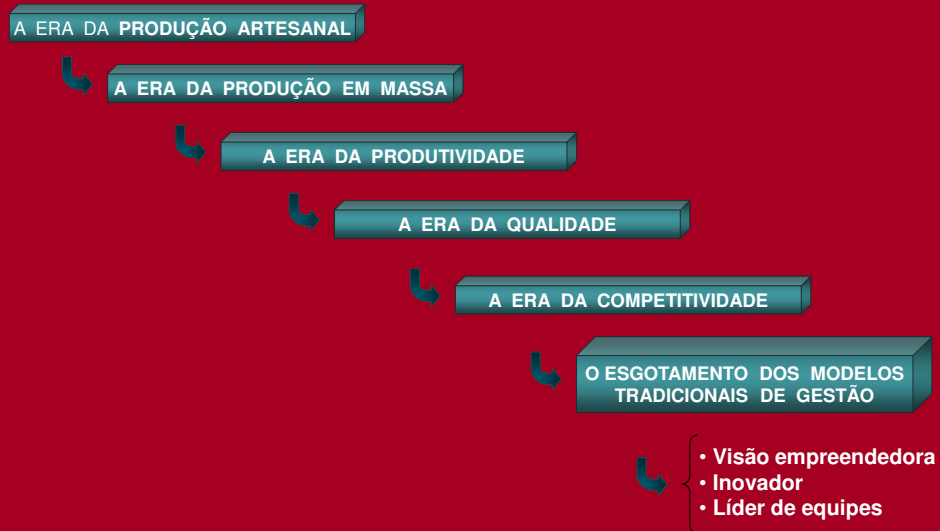 A ERA DA PRODUÇÃO ARTESANAL
A ERA DA PRODUÇÃO EM MASSA
A ERA DA PRODUTIVIDADE
A ERA DA QUALIDADE
A ERA DA COMPETITIVIDADE
O ESGOTAMENTO DOS MODELOS
TRADICIONAIS DE GESTÃO
• Visão empreendedora
• Inovador
• Líder de equipes